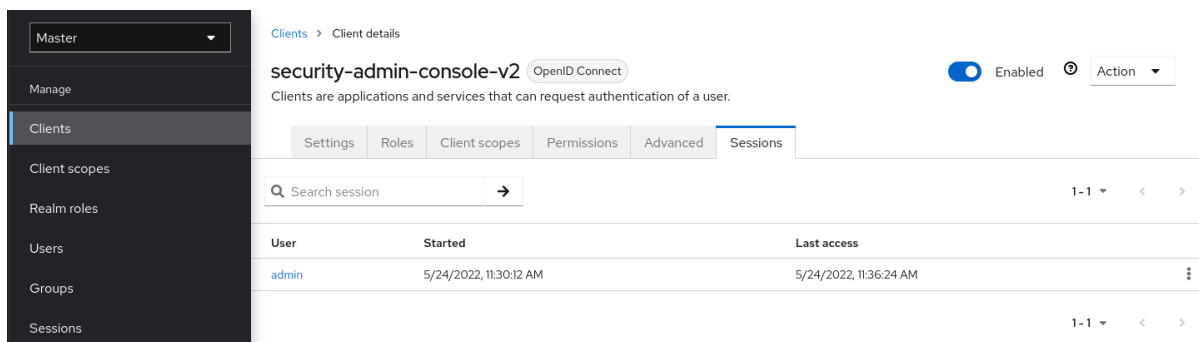 Master
Manage
Clients
Client scopes
Realm roles
Users
Groups
Sessions
Clients > Client details
security-admin-console-v2 OpenID Connect
Enabled Action
Clients are applications and services that can request authentication of a user.
Settings Roles Client scopes Permissions Advanced Sessions
Search session
1 - 1
User Started Last access
admin 5/24/2022, 11:30:12 AM 5/24/2022, 11:36:24 AM
1 - 1